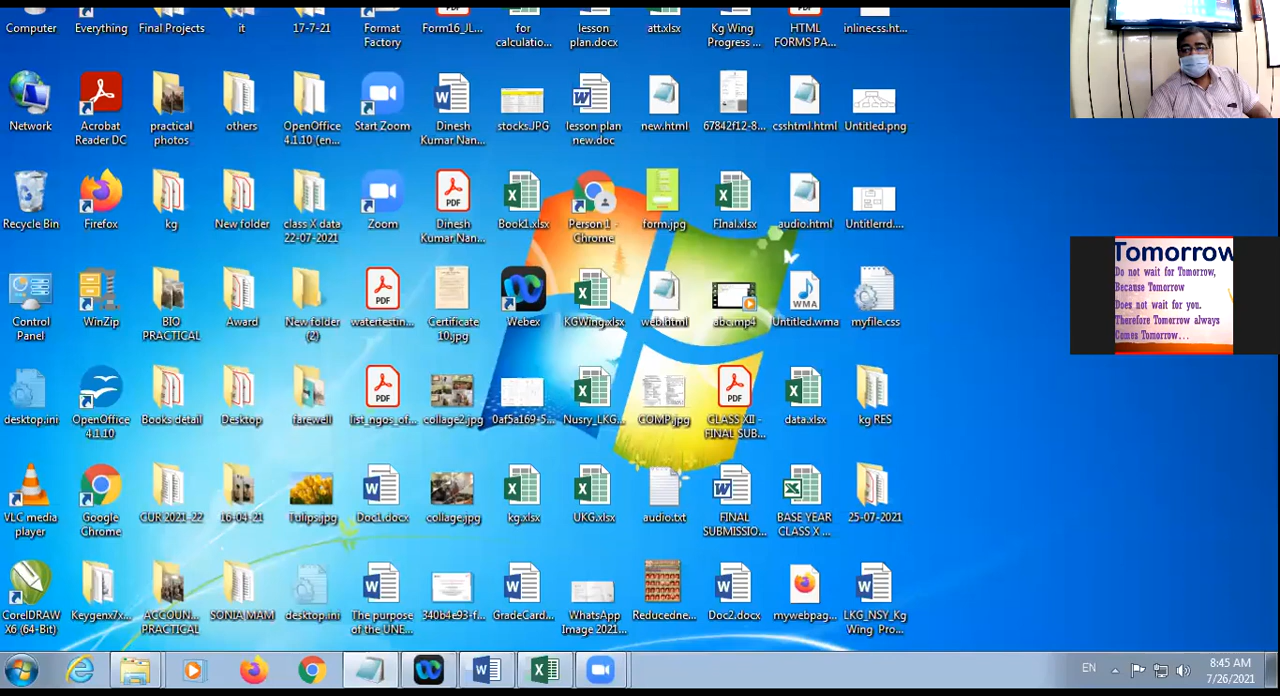 Computer
Everything
Final Projects
it
17-7-21
Format
Factory
Form16_JL...
for
calculatio...
lesson
plan.docx
att.xlsx
Kg Wing
Progress ...
HTML
FORMS PA...
inlinecss.ht...
Network
Acrobat
Reader DC
practical
photos
others
OpenOffice
4.1.10 (en...
Start Zoom
Dinesh
Kumar Nan...
stocks.JPG
lesson plan
new.doc
new.html
67842f12-8...
csshtml.html
Untitled.png
Recycle Bin
Firefox
kg
New folder
class X data
22-07-2021
Zoom
Dinesh
Kumar Nan...
Book1.xlsx
Person 1 -
Chrome
form.jpg
FInal.xlsx
audio.html
Untitlerrd....
Control
Panel
WinZip
BIO
PRACTICAL
Award
New folder
(2)
watertestin...
Certificate
10.jpg
Webex
KGWing.xlsx
web.html
abc.mp4
Untitled.wma
myfile.css
desktop.ini
OpenOffice
4.1.10
Books detail
Desktop
farewell
list_ngos_of...
collage2.jpg
0af5a169-5...
Nusry_LKG...
COMP.jpg
CLASS XII -
FINAL SUB...
data.xlsx
kg RES
VLC media
player
Google
Chrome
CUR 2021-22
16-04-21
Tulips.jpg
Doc1.docx
collage.jpg
kg.xlsx
UKG.xlsx
audio.txt
FINAL
SUBMISSIO...
BASE YEAR
CLASS X ...
25-07-2021
CorelDRAW
X6 (64-Bit)
Keygenx7x...
ACCOUN...
PRACTICAL
SONIA MAM
desktop.ini
The purpose
of the UNE...
340b4e93-f...
GradeCard...
WhatsApp
Image 2021...
Reducedne...
Doc2.docx
mywebpag...
LKG_NSY_Kg
Wing Pro...
Tomorrow
Do not wait for Tomorrow,
Because Tomorrow
Does not wait for you.
Therefore Tomorrow always
Comes Tomorrow...
EN
8:45 AM
7/26/2021